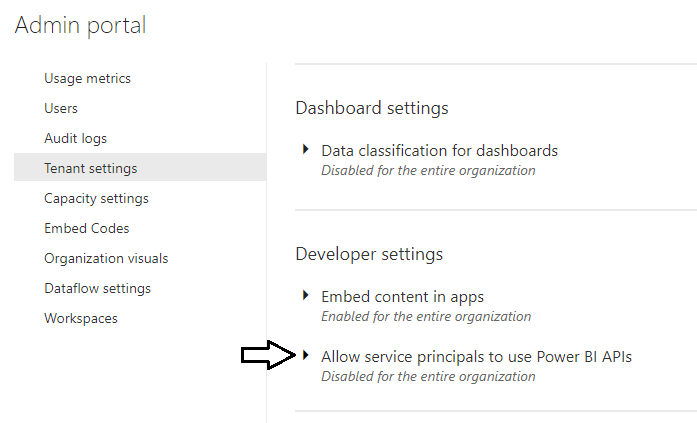 Admin portal
Usage metrics
Users
Audit logs
Tenant settings
Capacity settings
Embed Codes
Organization visuals
Dataflow settings
Workspaces
Dashboard settings
Data classification for dashboards
Disabled for the entire organization
Developer settings
Embed content in apps
Enabled for the entire organization
Allow service principals to use Power BI APIs
Disabled for the entire organization